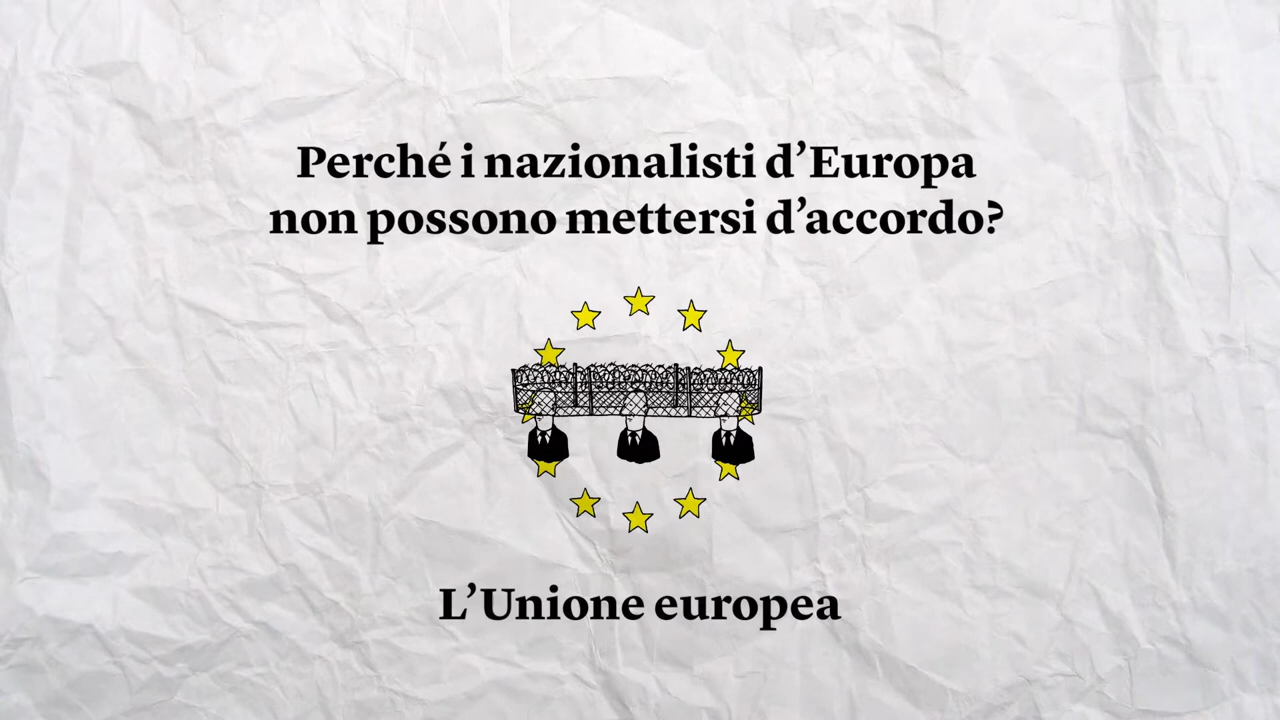 Perché i nazionalisti d’Europa
non possono mettersi d’accordo?
L’Unione europea